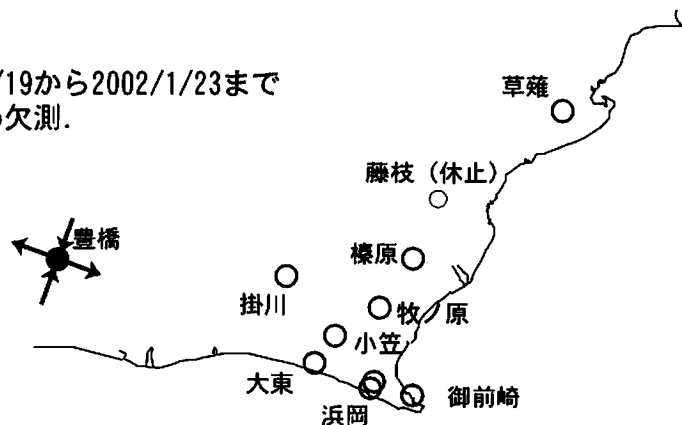 /19から2002/1/23まで
欠測.
草薙
藤枝（休止）
豊橋
榛原
掛川
牧ノ原
小笠
大東
浜岡
御前崎